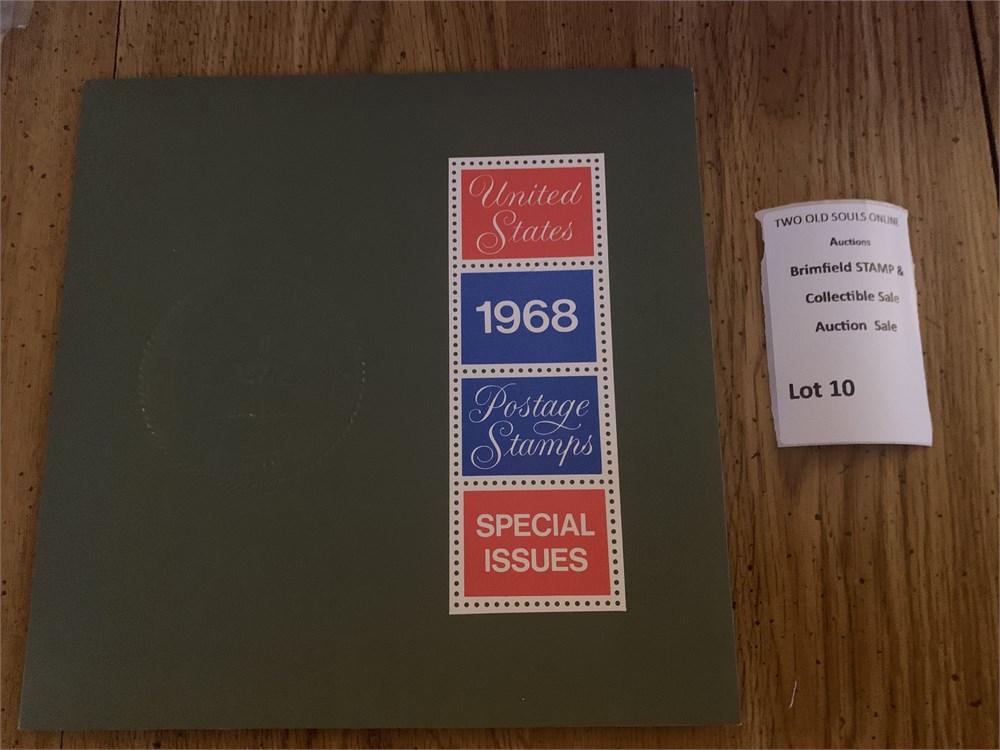 United
States
1968
Postage
Stamps
SPECIAL
ISSUES
TWO OLD SOULS ONLINE
Auctions
Brimfield STAMP &
Collectible Sale
Auction Sale
Lot 10